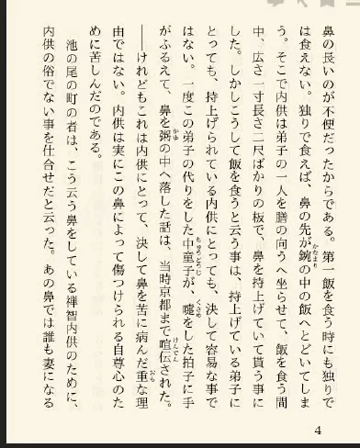 鼻の長いのが不便だったからである。第一飯を食う時にも独りで
は食えない。独りで食えば、鼻の先が鋺の中の飯へとどいてしま
う。そこで内供は弟子の一人を膳の向うへ坐らせて、飯を食う間
中、広さ一寸長さ二尺ばかりの板で、鼻を持上げていて貰う事に
した。しかしこうして飯を食うと云う事は、持上げている弟子に
とっても、持上げられている内供にとっても、決して容易な事で
はない。一度この弟子の代りをした中童子が、嚏をした拍子に手
がふるえて、鼻を粥の中へ落した話は、当時京都まで喧伝された。
――けれどもこれは内供にとって、決して鼻を苦に病んだ重な理
由ではない。内供は実にこの鼻によって傷つけられる自尊心のた
めに苦しんだのである。
池の尾の町の者は、こう云う鼻をしている禅智内供のために、
内供の俗でない事を仕合せだと云った。あの鼻では誰も妻になる
4